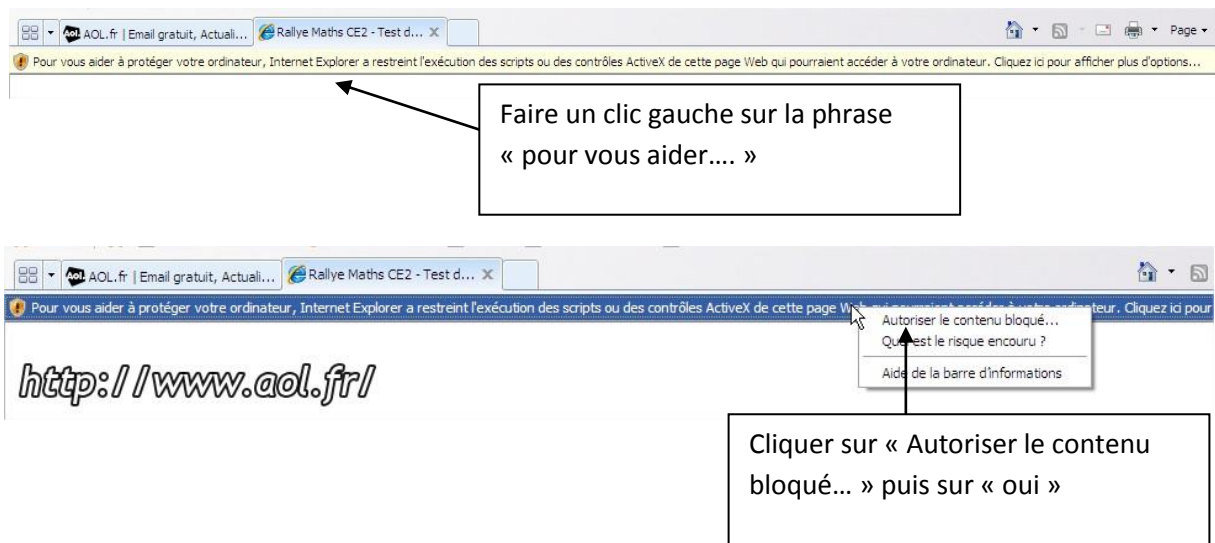 AOL.fr | Email gratuit, Actuali... Rallye Maths CE2 - Test d... X Page
Pour vous aider à protéger votre ordinateur, Internet Explorer a restreint l'exécution des scripts ou des contrôles ActiveX de cette page Web qui pourraient accéder à votre ordinateur. Cliquez ici pour afficher plus d'options...
Faire un clic gauche sur la phrase
« pour vous aider.... »
AOL.fr | Email gratuit, Actuali... Rallye Maths CE2 - Test d... X
Pour vous aider à protéger votre ordinateur, Internet Explorer a restreint l'exécution des scripts ou des contrôles ActiveX de cette page Web qui pourraient accéder à votre ordinateur. Cliquez ici pour
Autoriser le contenu bloqué...
Quel est le risque encouru ?
Aide de la barre d'informations
http://www.aol.fr/
Cliquer sur « Autoriser le contenu
bloqué... » puis sur « oui »